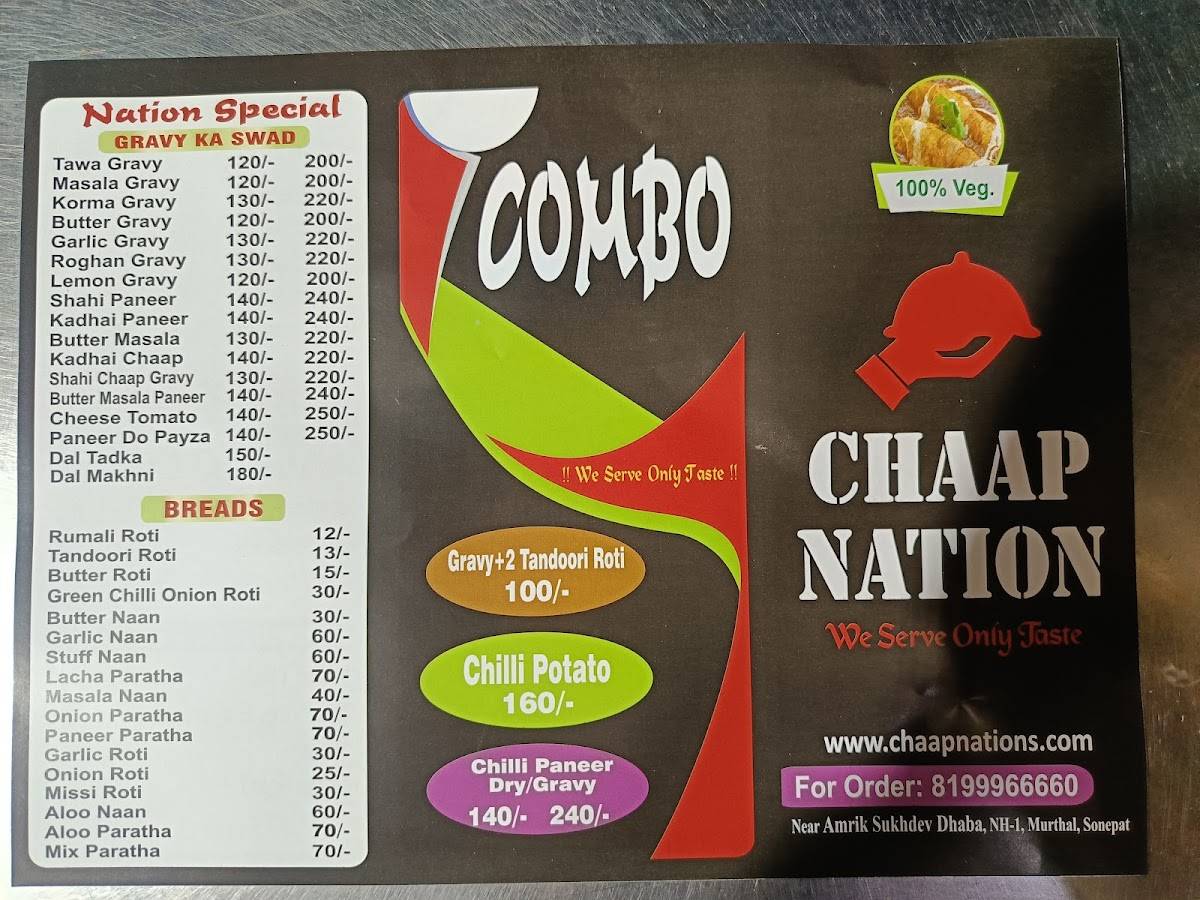 Nation Special
GRAVY KA SWAD
Tawa Gravy 120/- 200/-
Masala Gravy 120/- 200/-
Korma Gravy 130/- 220/-
Butter Gravy 120/- 200/-
Garlic Gravy 130/- 220/-
Roghan Gravy 130/- 220/-
Lemon Gravy 120/- 200/-
Shahi Paneer 140/- 240/-
Kadhai Paneer 140/- 240/-
Butter Masala 130/- 220/-
Kadhai Chaap 140/- 220/-
Shahi Chaap Gravy 130/- 220/-
Butter Masala Paneer 140/- 240/-
Cheese Tomato 140/- 250/-
Paneer Do Payza 140/- 250/-
Dal Tadka 150/-
Dal Makhni 180/-
BREADS
Rumali Roti 12/-
Tandoori Roti 13/-
Butter Roti 15/-
Green Chilli Onion Roti 30/-
Butter Naan 30/-
Garlic Naan 60/-
Stuff Naan 60/-
Lacha Paratha 70/-
Masala Naan 40/-
Onion Paratha 70/-
Paneer Paratha 70/-
Garlic Roti 30/-
Onion Roti 25/-
Missi Roti 30/-
Aloo Naan 60/-
Aloo Paratha 70/-
Mix Paratha 70/-
COMBO
!! We Serve Only Taste !!
Gravy+2 Tandoori Roti
100/-
Chilli Potato
160/-
Chilli Paneer
Dry/Gravy
140/- 240/-
100% Veg.
CHAAP
NATION
We Serve Only Taste
www.chaapnations.com
For Order: 8199966660
Near Amrik Sukhdev Dhaba, NH-1, Murthal, Sonepat